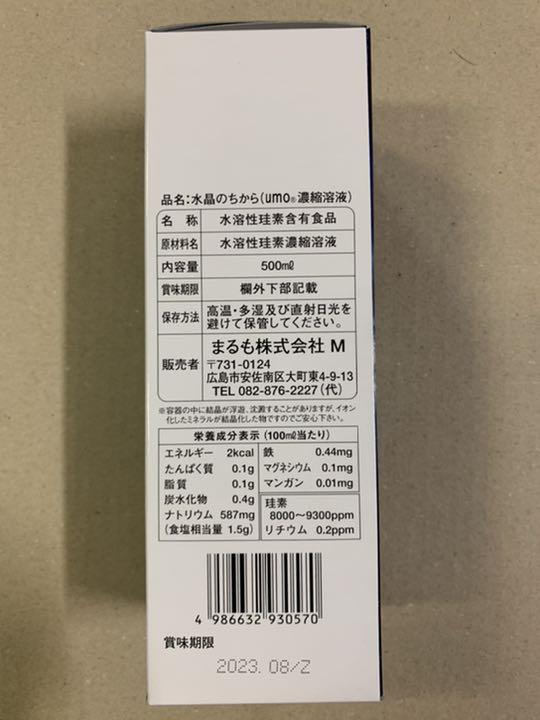 品名:水晶のちから(umo®濃縮溶液)
名 称 水溶性珪素含有食品
原材料名 水溶性珪素濃縮溶液
内容量 500㎖
賞味期限 欄外下部記載
保存方法 高温・多湿及び直射日光を
避けて保管してください。
販売者 まるも株式会社 M
〒731-0124
広島市安佐南区大町東4-9-13
TEL 082-876-2227(代)
※容器の中に結晶が浮遊、沈澱することがありますが、イオン
化したミネラルが結晶化した物ですのでご安心下さい。
栄養成分表示(100㎖当たり)
エネルギー 2kcal
たんぱく質 0.1g
脂質 0.1g
炭水化物 0.4g
ナトリウム 587mg
(食塩相当量 1.5g)
鉄 0.44mg
マグネシウム 0.1mg
マンガン 0.01mg
珪素
8000〜9300ppm
リチウム 0.2ppm
4 986632 930570
賞味期限
2023. 08/Z